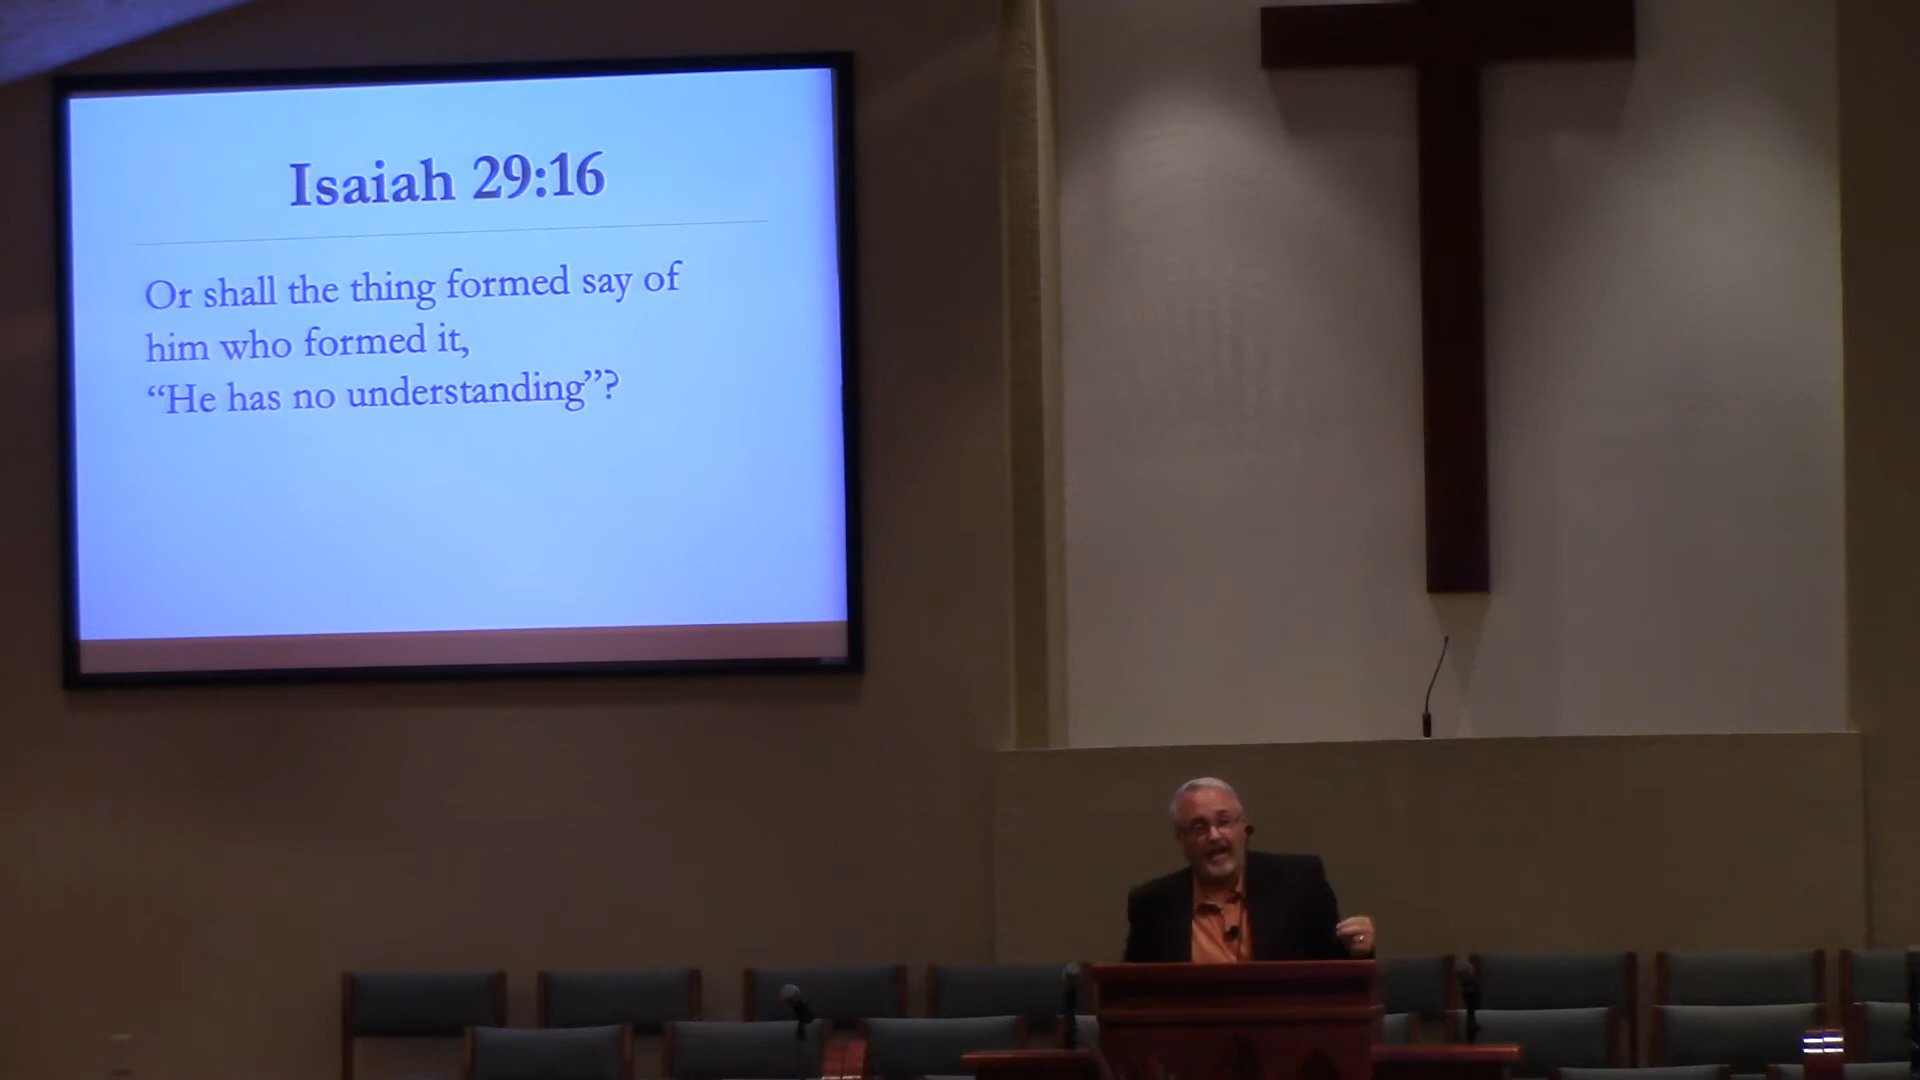 Isaiah 29:16
Or shall the thing formed say of
him who formed it,
“He has no understanding”?